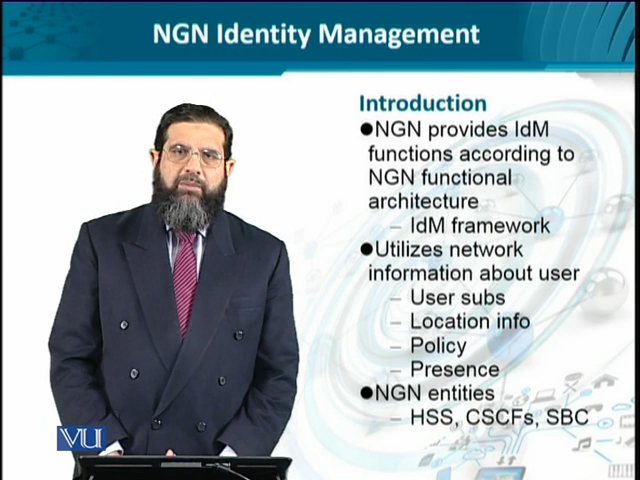 NGN Identity Management
Introduction
●NGN provides IdM
functions according to
NGN functional
architecture
– IdM framework
●Utilizes network
information about user
– User subs
– Location info
– Policy
– Presence
●NGN entities
– HSS, CSCFs, SBC
VU